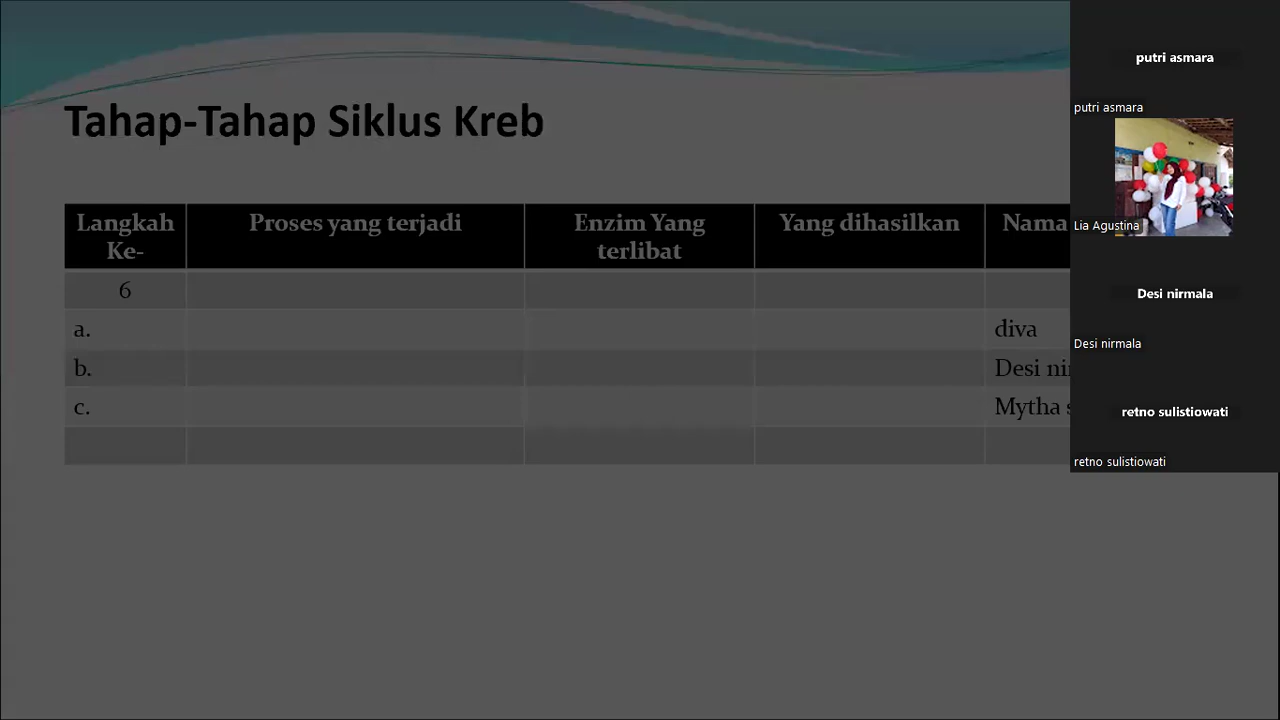 Tahap-Tahap Siklus Kreb
Langkah Ke-
Proses yang terjadi
Enzim Yang terlibat
Yang dihasilkan
Nama
6
a.
diva
b.
Desi
c.
Mytha
putri asmara
putri asmara
Lia Agustina
Desi nirmala
Desi nirmala
retno sulistiowati
retno sulistiowati